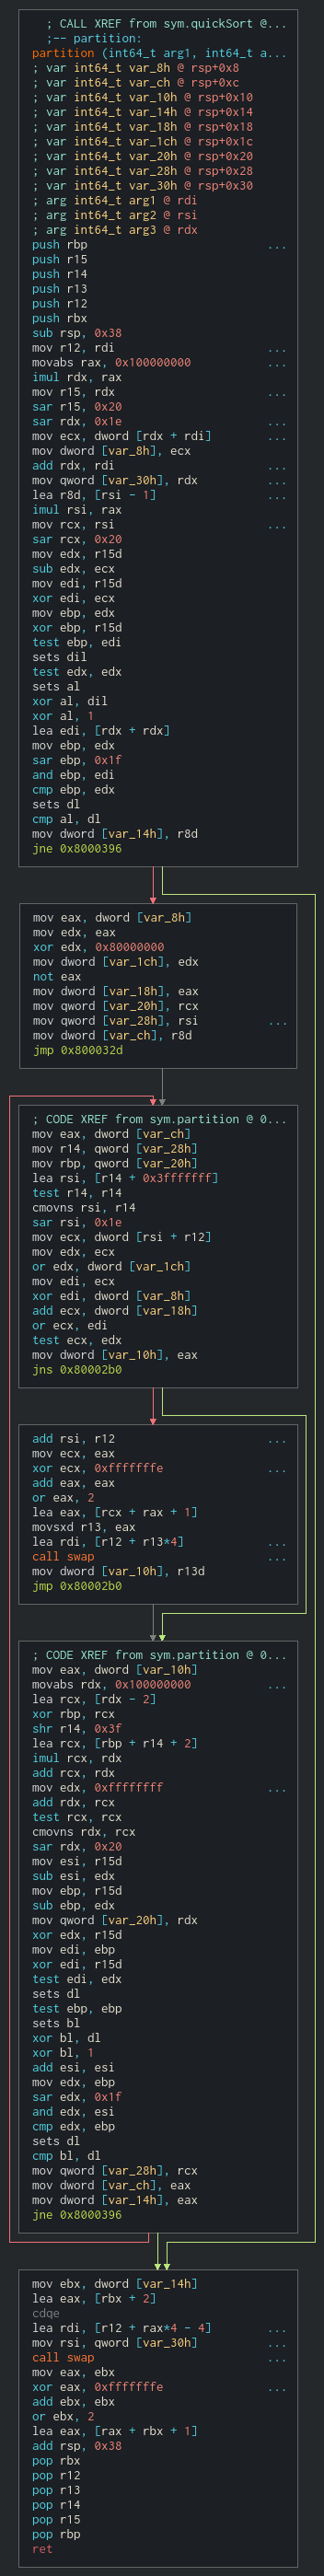 ; CALL XREF from sym.quickSort @...
;-- partition:
partition (int64_t arg1, int64_t a...
; var int64_t var_8h @ rsp+0x8
; var int64_t var_ch @ rsp+0xc
; var int64_t var_10h @ rsp+0x10
; var int64_t var_14h @ rsp+0x14
; var int64_t var_18h @ rsp+0x18
; var int64_t var_1ch @ rsp+0x1c
; var int64_t var_20h @ rsp+0x20
; var int64_t var_28h @ rsp+0x28
; var int64_t var_30h @ rsp+0x30
; arg int64_t arg1 @ rdi
; arg int64_t arg2 @ rsi
; arg int64_t arg3 @ rdx
push rbp ...
push r15
push r14
push r13
push r12
push rbx
sub rsp, 0x38
mov r12, rdi ...
movabs rax, 0x100000000 ...
imul rdx, rax
mov r15, rdx ...
sar r15, 0x20
sar rdx, 0x1e ...
mov ecx, dword [rdx + rdi] ...
mov dword [var_8h], ecx
add rdx, rdi ...
mov qword [var_30h], rdx ...
lea r8d, [rsi - 1] ...
imul rsi, rax
mov rcx, rsi ...
sar rcx, 0x20
mov edx, r15d
sub edx, ecx
mov edi, r15d
xor edi, ecx
mov ebp, edx
xor ebp, r15d
test ebp, edi
sets dil
test edx, edx
sets al
xor al, dil
xor al, 1
lea edi, [rdx + rdx]
mov ebp, edx
sar ebp, 0x1f
and ebp, edi
cmp ebp, edx
sets dl
cmp al, dl
mov dword [var_14h], r8d
jne 0x8000396
mov eax, dword [var_8h]
mov edx, eax
xor edx, 0x80000000
mov dword [var_1ch], edx
not eax
mov dword [var_18h], eax
mov qword [var_20h], rcx
mov qword [var_28h], rsi ...
mov dword [var_ch], r8d
jmp 0x800032d
; CODE XREF from sym.partition @ 0...
mov eax, dword [var_ch]
mov r14, qword [var_28h]
mov rbp, qword [var_20h]
lea rsi, [r14 + 0x3fffffff]
test r14, r14
cmovns rsi, r14
sar rsi, 0x1e
mov ecx, dword [rsi + r12]
mov edx, ecx
or edx, dword [var_1ch]
mov edi, ecx
xor edi, dword [var_8h]
add ecx, dword [var_18h]
or ecx, edi
test ecx, edx
mov dword [var_10h], eax
jns 0x80002b0
add rsi, r12 ...
mov ecx, eax
xor ecx, 0xfffffffe ...
add eax, eax
or eax, 2
lea eax, [rcx + rax + 1]
movsxd r13, eax
lea rdi, [r12 + r13*4] ...
call swap ...
mov dword [var_10h], r13d
jmp 0x80002b0
; CODE XREF from sym.partition @ 0...
mov eax, dword [var_10h]
movabs rdx, 0x100000000 ...
lea rcx, [rdx - 2]
xor rbp, rcx
shr r14, 0x3f
lea rcx, [rbp + r14 + 2]
imul rcx, rdx
add rcx, rdx
mov edx, 0xffffffff ...
add rdx, rcx
test rcx, rcx
cmovns rdx, rcx
sar rdx, 0x20
mov esi, r15d
sub esi, edx
mov ebp, r15d
sub ebp, edx
mov qword [var_20h], rdx
xor edx, r15d
mov edi, ebp
xor edi, r15d
test edi, edx
sets dl
test ebp, ebp
sets bl
xor bl, dl
xor bl, 1
add esi, esi
mov edx, ebp
sar edx, 0x1f
and edx, esi
cmp edx, ebp
sets dl
cmp bl, dl
mov qword [var_28h], rcx
mov dword [var_ch], eax
mov dword [var_14h], eax
jne 0x8000396
mov ebx, dword [var_14h]
lea eax, [rbx + 2]
cdqe
lea rdi, [r12 + rax*4 - 4] ...
mov rsi, qword [var_30h] ...
call swap ...
mov eax, ebx
xor eax, 0xfffffffe ...
add ebx, ebx
or ebx, 2
lea eax, [rax + rbx + 1]
add rsp, 0x38
pop rbx
pop r12
pop r13
pop r14
pop r15
pop rbp
ret